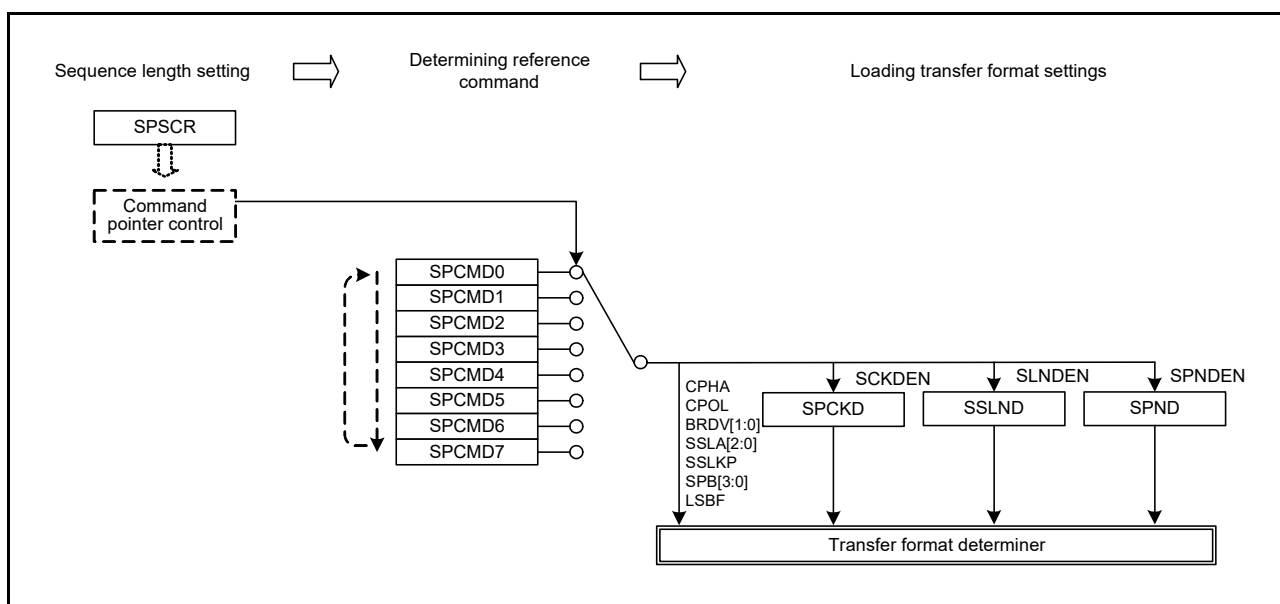 Sequence length setting
Determining reference
command
Loading transfer format settings
SPSCR
Command
pointer control
SPCMD0
SPCMD1
SPCMD2
SPCMD3
SPCMD4
SPCMD5
SPCMD6
SPCMD7
CPHA
CPOL
BRDV[1:0]
SSLA[2:0]
SSLKP
SPB[3:0]
LSBF
SCKDEN
SLNDEN
SPNDEN
SPCKD
SSLND
SPND
Transfer format determiner